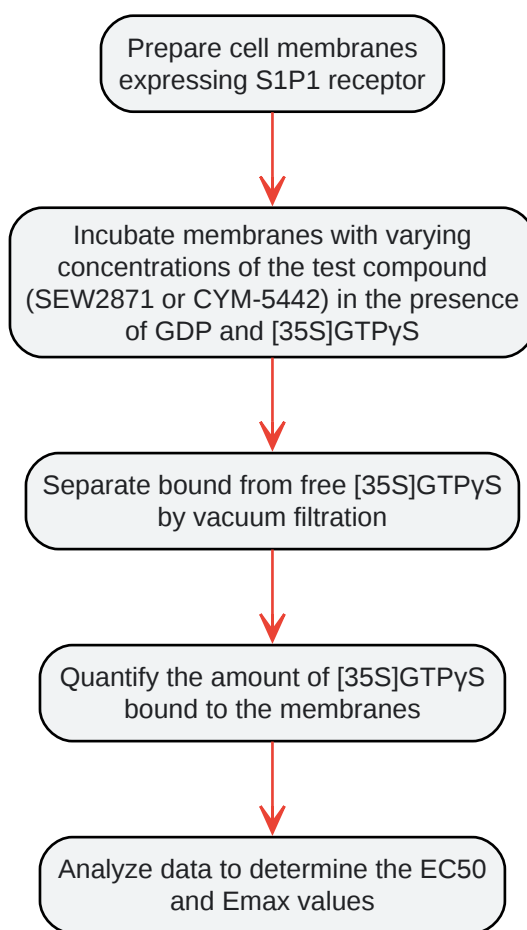 Prepare cell membranes
expressing S1P1 receptor
Incubate membranes with varying
concentrations of the test compound
(SEW2871 or CYM-5442) in the presence
of GDP and [35S]GTPγS
Separate bound from free [35S]GTPγS
by vacuum filtration
Quantify the amount of [35S]GTPγS
bound to the membranes
Analyze data to determine the EC50
and Emax values